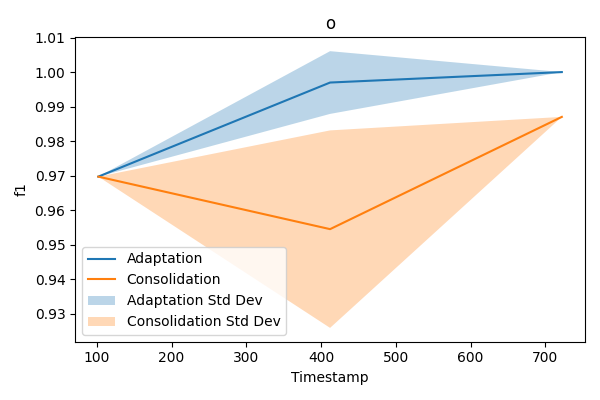 o
1.01
1.00
0.99
0.98
0.97
0.96
0.95
0.94
0.93
f1
Adaptation
Consolidation
Adaptation Std Dev
Consolidation Std Dev
100 200 300 400 500 600 700
Timestamp